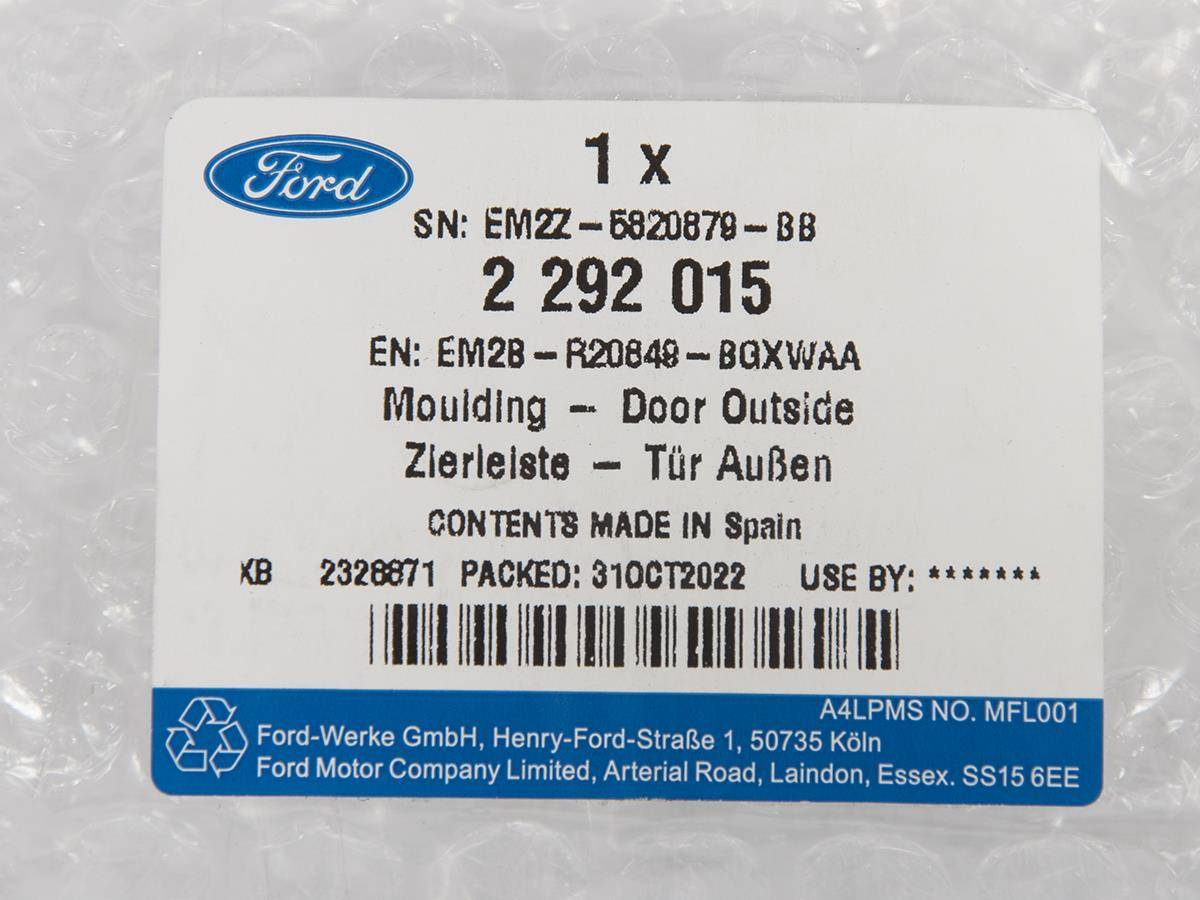 Ford
1 x
SN: EM2Z-5820879-BB
2 292 015
EN: EM2B-R20849-BGXWAA
Moulding - Door Outside
Zierleiste - Tür Außen
CONTENTS MADE IN Spain
XB 2328871 PACKED: 31OCT2022 USE BY: *******
A4LPMS NO. MFL001
Ford-Werke GmbH, Henry-Ford-Straße 1, 50735 Köln
Ford Motor Company Limited, Arterial Road, Laindon, Essex. SS15 6EE